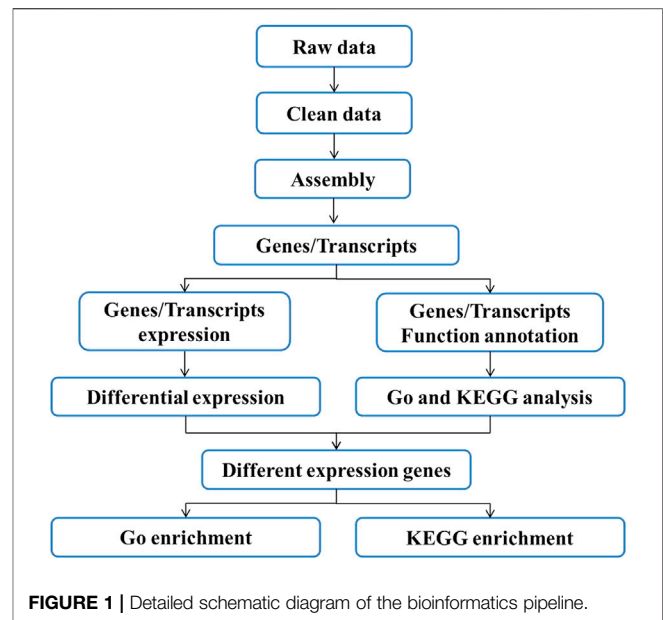 Raw data
Clean data
Assembly
Genes/Transcripts
Genes/Transcripts
expression
Genes/Transcripts
Function annotation
Differential expression
Go and KEGG analysis
Different expression genes
Go enrichment
KEGG enrichment
FIGURE 1 | Detailed schematic diagram of the bioinformatics pipeline.